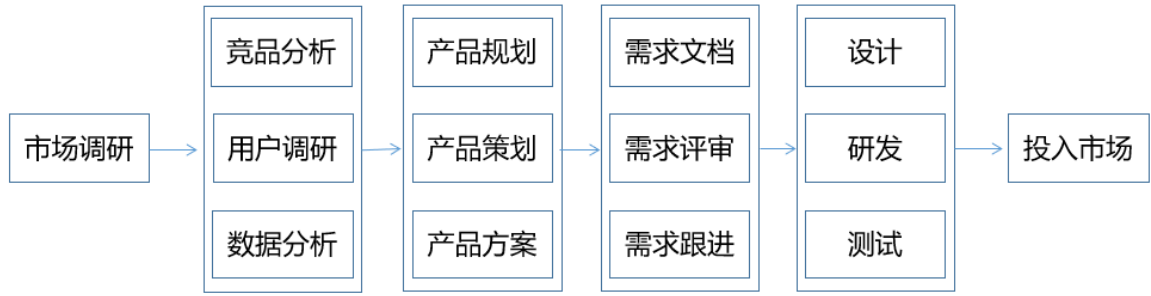 市场调研
竞品分析
用户调研
数据分析
产品规划
产品策划
产品方案
需求文档
需求评审
需求跟进
设计
研发
测试
投入市场